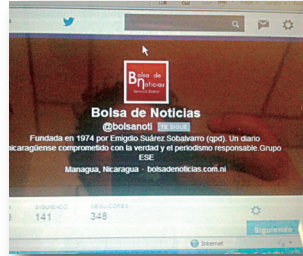 Bolsa de
Noticias
Bolsa de Noticias
@bolsanoti TE SIGUE
Fundada en 1974 por Emigdio Suárez Sobalvarro (qpd). Un diario
nicaragüense comprometido con la verdad y el periodismo responsable.Grupo
ESE
Managua, Nicaragua - bolsadenoticias.com.ni
SIGUIENDO SEGUIDORES
141 348
Siguiendo
Internet